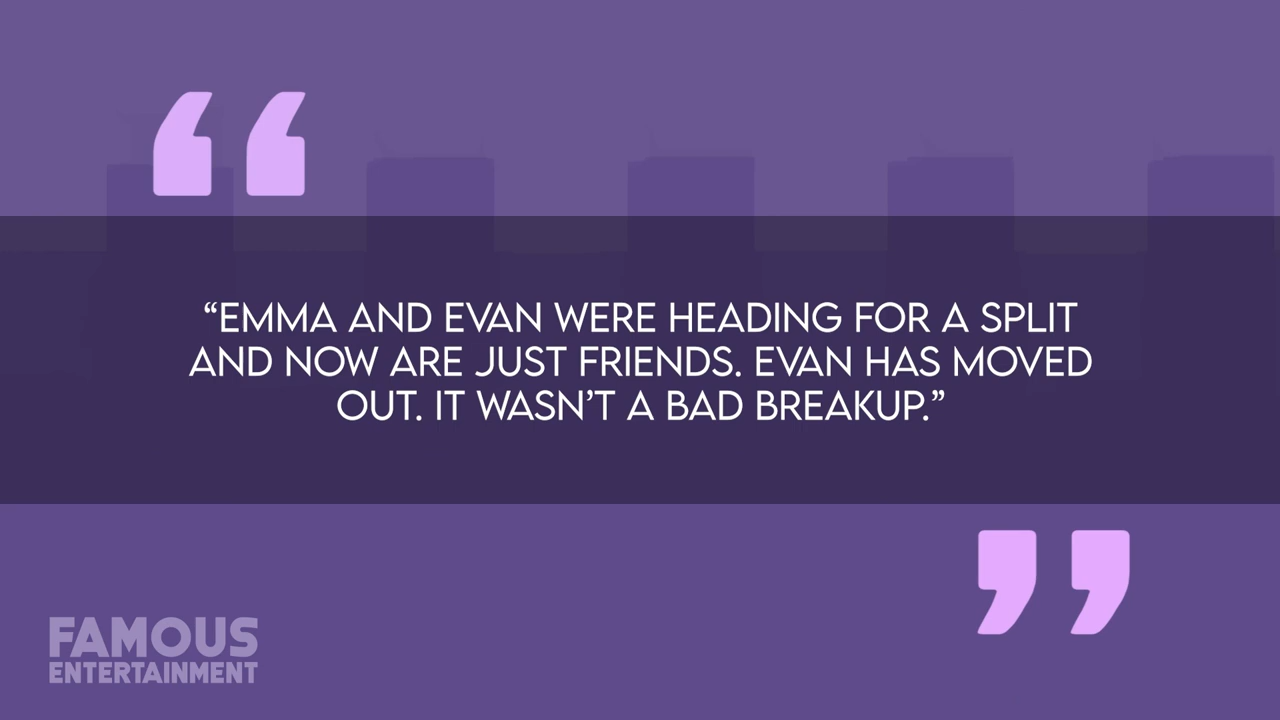 “EMMA AND EVAN WERE HEADING FOR A SPLIT
AND NOW ARE JUST FRIENDS. EVAN HAS MOVED
OUT. IT WASN’T A BAD BREAKUP.”
FAMOUS
ENTERTAINMENT